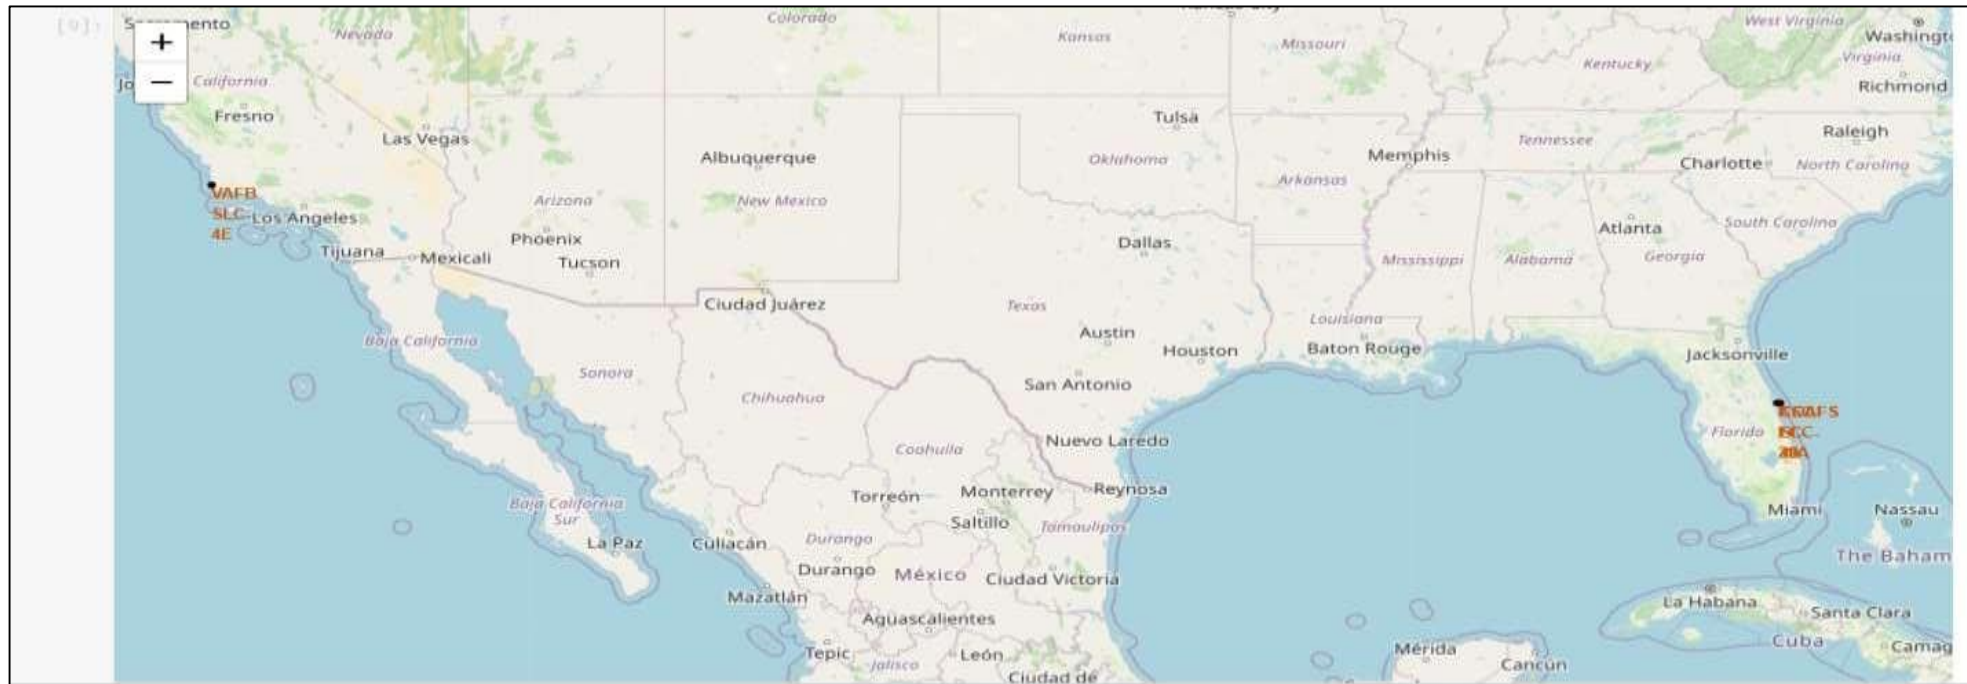 [9]:
+
−
Nevada
Colorado
Kansas
Missouri
West Virginia
Washingt
California
Kentucky
Virginia
Richmond
Fresno
Las Vegas
Tulsa
Albuquerque
Oklahoma
Memphis
Tennessee
Raleigh
Charlotte
North Carolina
Arkansas
VAFB
SLC-
4E
Los Angeles
Arizona
New Mexico
Atlanta
South Carolina
Phoenix
Dallas
Tijuana
Mexicali
Tucson
Mississippi
Alabama
Georgia
Ciudad Juárez
Texas
Louisiana
Baja California
Austin
Houston
Baton Rouge
Jacksonville
Sonora
San Antonio
Chihuahua
Florida
Nuevo Laredo
Coahuila
Torreón
Monterrey
Reynosa
Baja California
Sur
Saltillo
Tamaulipas
Miami
Nassau
La Paz
Culiacán
Durango
Durango
México
Ciudad Victoria
The Baham
Mazatlán
La Habana
Santa Clara
Aguascalientes
Cuba
Camag
Tepic
Jalisco
León
Mérida
Cancún
Ciudad de